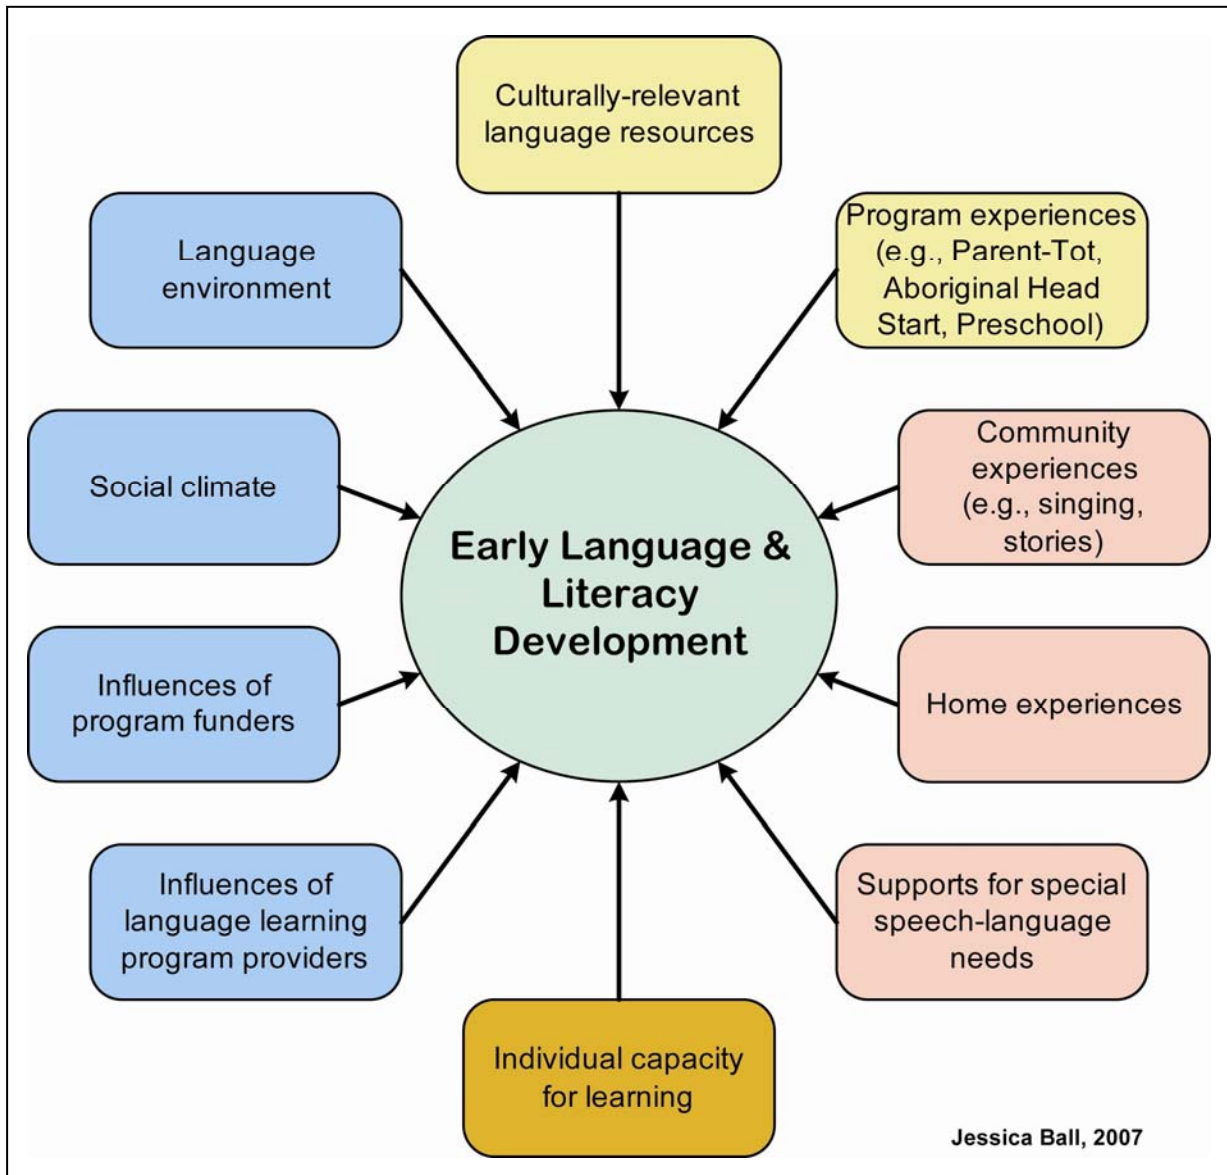 Culturally-relevant
language resources
Program experiences
(e.g., Parent-Tot,
Aboriginal Head
Start, Preschool)
Language
environment
Community
experiences
(e.g., singing,
stories)
Social climate
Early Language &
Literacy
Development
Influences of
program funders
Home experiences
Influences of
language learning
program providers
Supports for special
speech-language
needs
Individual capacity
for learning
Jessica Ball, 2007